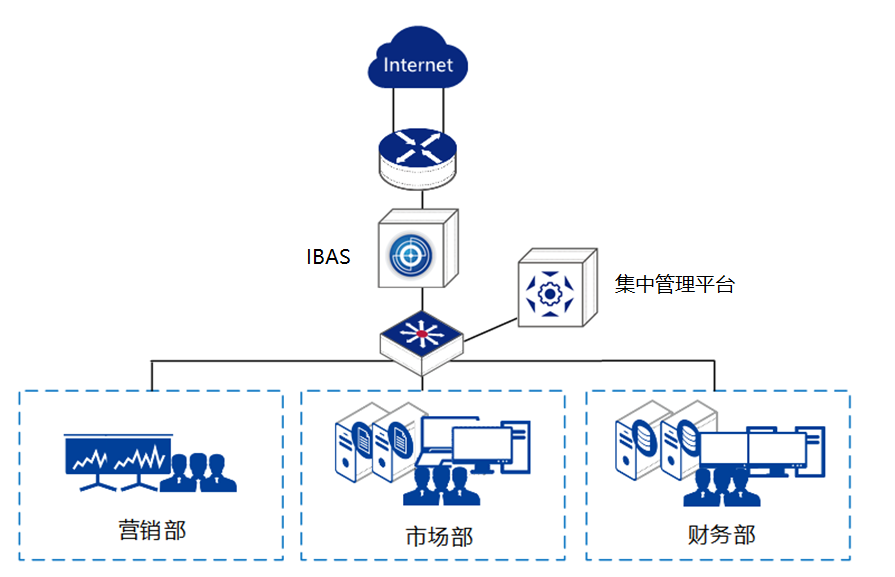 Internet
IBAS
集中管理平台
营销部
市场部
财务部